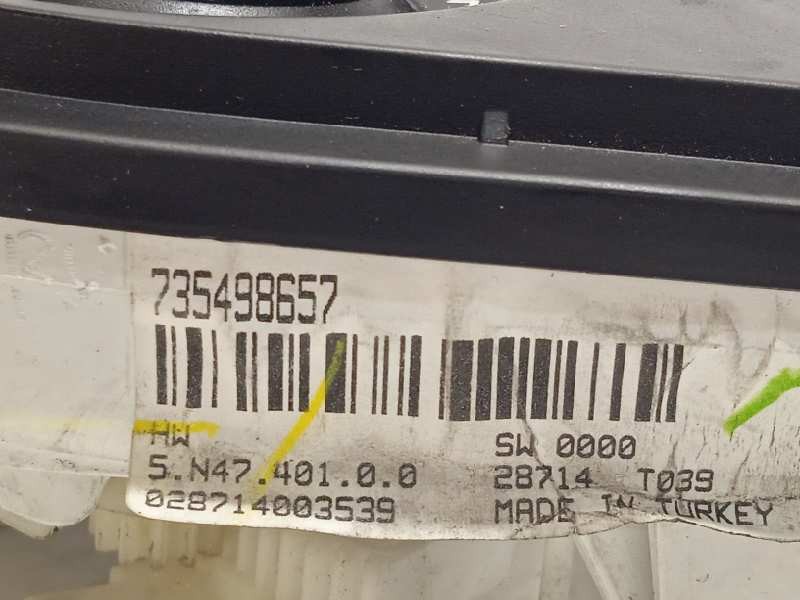 735498657
HW
SW 0000
5.N47.401.0.0
28714 T039
028714003539
MADE IN TURKEY